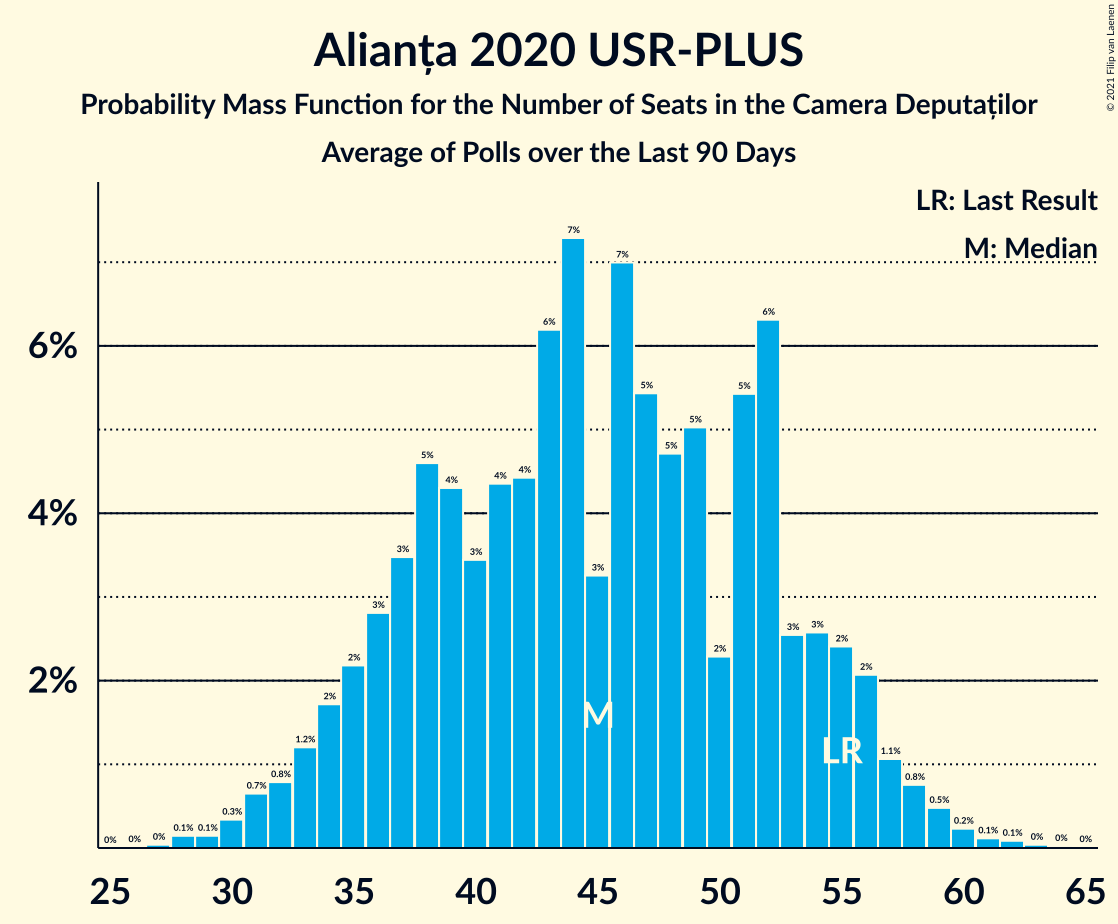 Alianța 2020 USR-PLUS
Probability Mass Function for the Number of Seats in the Camera Deputaților
Average of Polls over the Last 90 Days
© 2021 Filip van Laenen
LR: Last Result
M: Median
6%
4%
2%
0% 0% 0% 0.1% 0.1% 0.3% 0.7% 0.8% 1.2% 2% 2% 3% 3% 5% 4% 3% 4% 4% 6% 7% 3% 7% 5% 5% 5% 2% 5% 6% 3% 3% 2% 2% 1.1% 0.8% 0.5% 0.2% 0.1% 0.1% 0% 0% 0%
M
LR
25 30 35 40 45 50 55 60 65